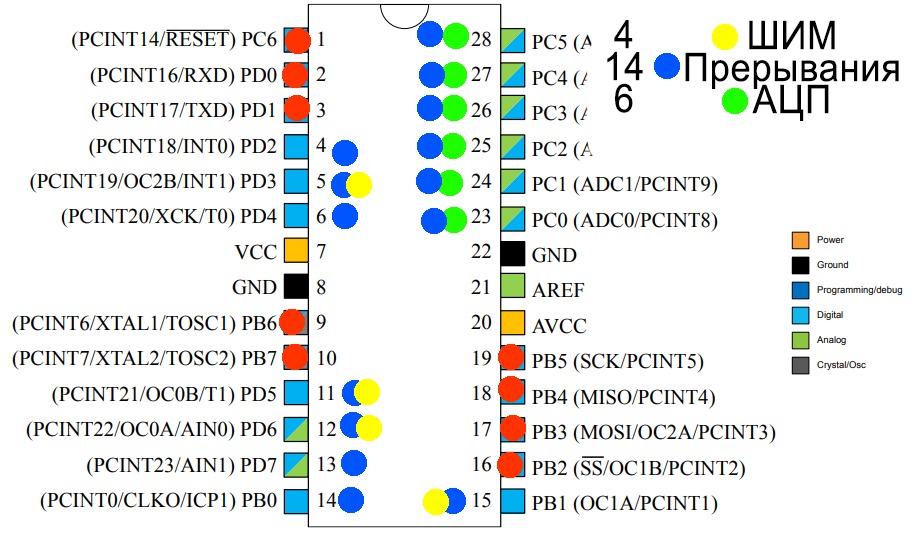 (PCINT14/RESET) PC6 1
(PCINT16/RXD) PD0 2
(PCINT17/TXD) PD1 3
(PCINT18/INT0) PD2 4
(PCINT19/OC2B/INT1) PD3 5
(PCINT20/XCK/T0) PD4 6
VCC 7
GND 8
(PCINT6/XTAL1/TOSC1) PB6 9
(PCINT7/XTAL2/TOSC2) PB7 10
(PCINT21/OC0B/T1) PD5 11
(PCINT22/OC0A/AIN0) PD6 12
(PCINT23/AIN1) PD7 13
(PCINT0/CLKO/ICP1) PB0 14
28 PC5 (A
27 PC4 (A
26 PC3 (A
25 PC2 (A
24 PC1 (ADC1/PCINT9)
23 PC0 (ADC0/PCINT8)
22 GND
21 AREF
20 AVCC
19 PB5 (SCK/PCINT5)
18 PB4 (MISO/PCINT4)
17 PB3 (MOSI/OC2A/PCINT3)
16 PB2 (SS/OC1B/PCINT2)
15 PB1 (OC1A/PCINT1)
4 ШИМ
14 Прерывания
6 АЦП
Power
Ground
Programming/debug
Digital
Analog
Crystal/Osc